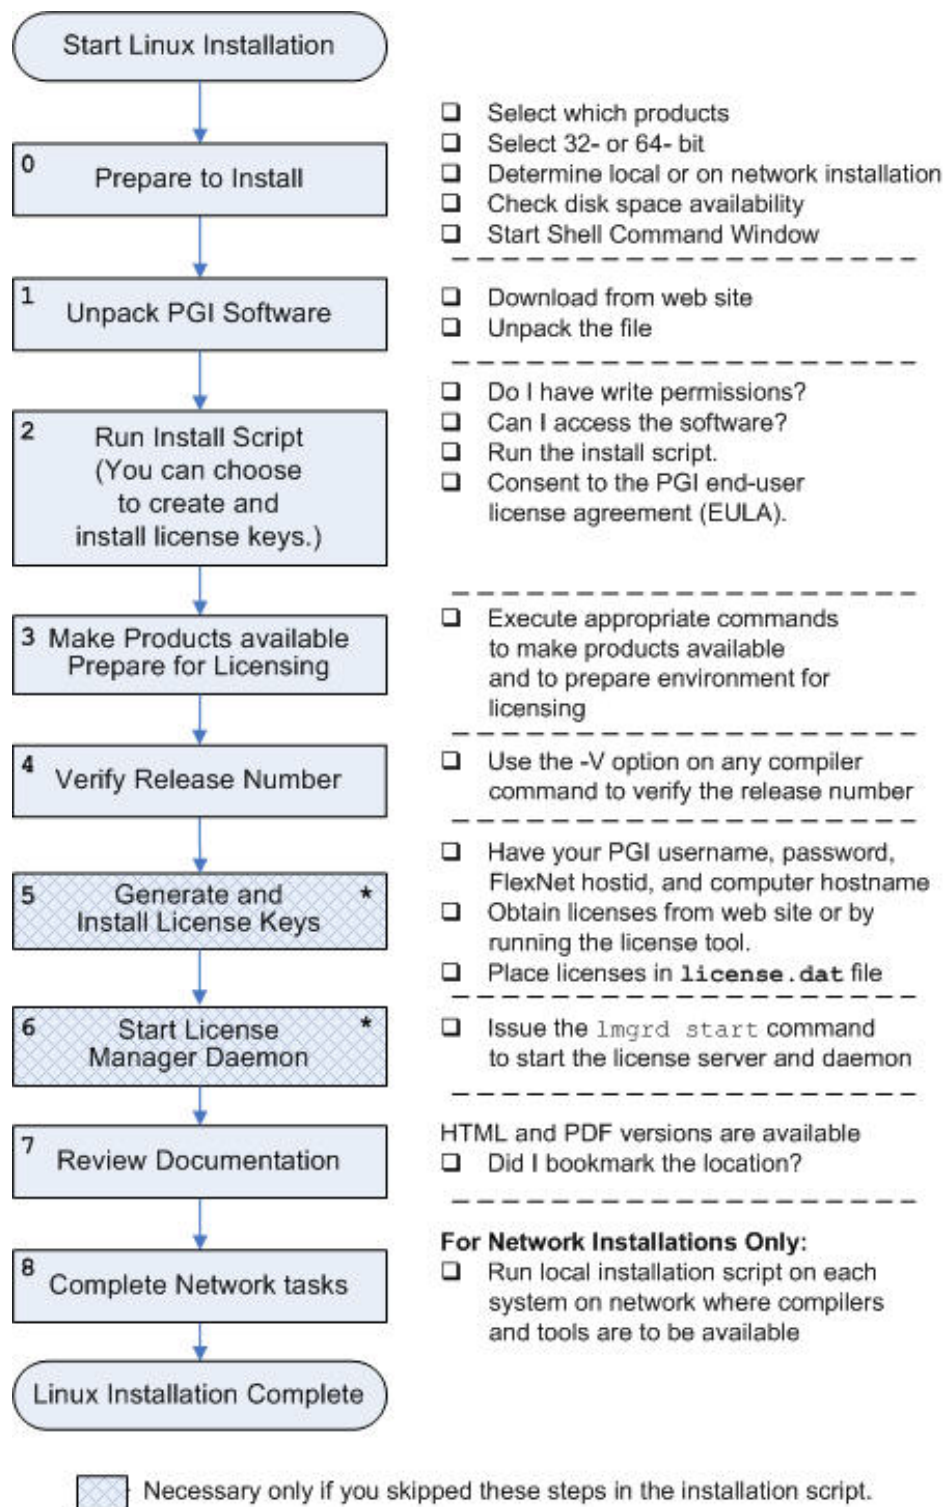 Start Linux Installation
0
Prepare to Install
❑ Select which products
❑ Select 32- or 64- bit
❑ Determine local or on network installation
❑ Check disk space availability
❑ Start Shell Command Window
1
Unpack PGI Software
❑ Download from web site
❑ Unpack the file
2
Run Install Script
(You can choose
to create and
install license keys.)
❑ Do I have write permissions?
❑ Can I access the software?
❑ Run the install script.
❑ Consent to the PGI end-user
license agreement (EULA).
3
Make Products available
Prepare for Licensing
❑ Execute appropriate commands
to make products available
and to prepare environment for
licensing
4
Verify Release Number
❑ Use the -V option on any compiler
command to verify the release number
5
Generate and *
Install License Keys
❑ Have your PGI username, password,
FlexNet hostid, and computer hostname
❑ Obtain licenses from web site or by
running the license tool.
❑ Place licenses in license.dat file
6
Start License *
Manager Daemon
❑ Issue the lmgrd start command
to start the license server and daemon
7
Review Documentation
HTML and PDF versions are available
❑ Did I bookmark the location?
8
Complete Network tasks
For Network Installations Only:
❑ Run local installation script on each
system on network where compilers
and tools are to be available
Linux Installation Complete
Necessary only if you skipped these steps in the installation script.